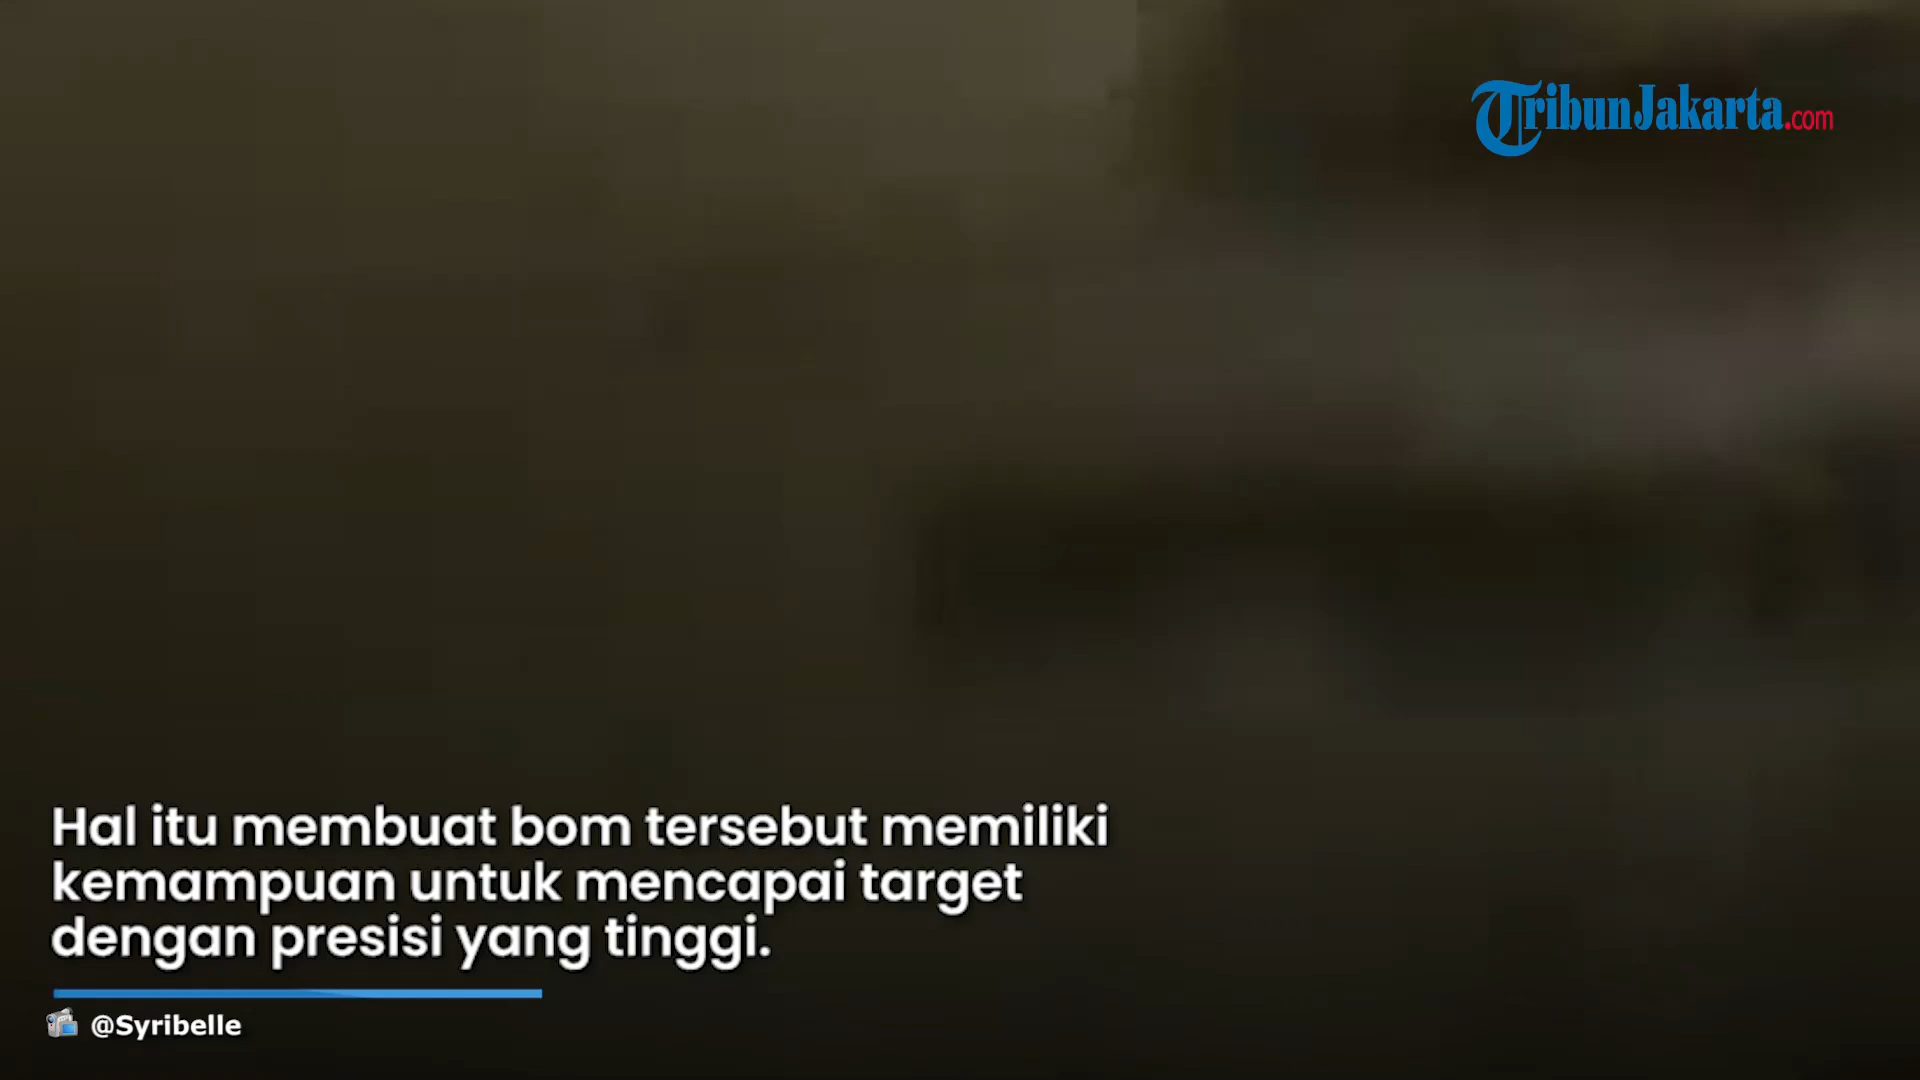 TribunJakarta.com
Hal itu membuat bom tersebut memiliki
kemampuan untuk mencapai target
dengan presisi yang tinggi.
@Syribelle